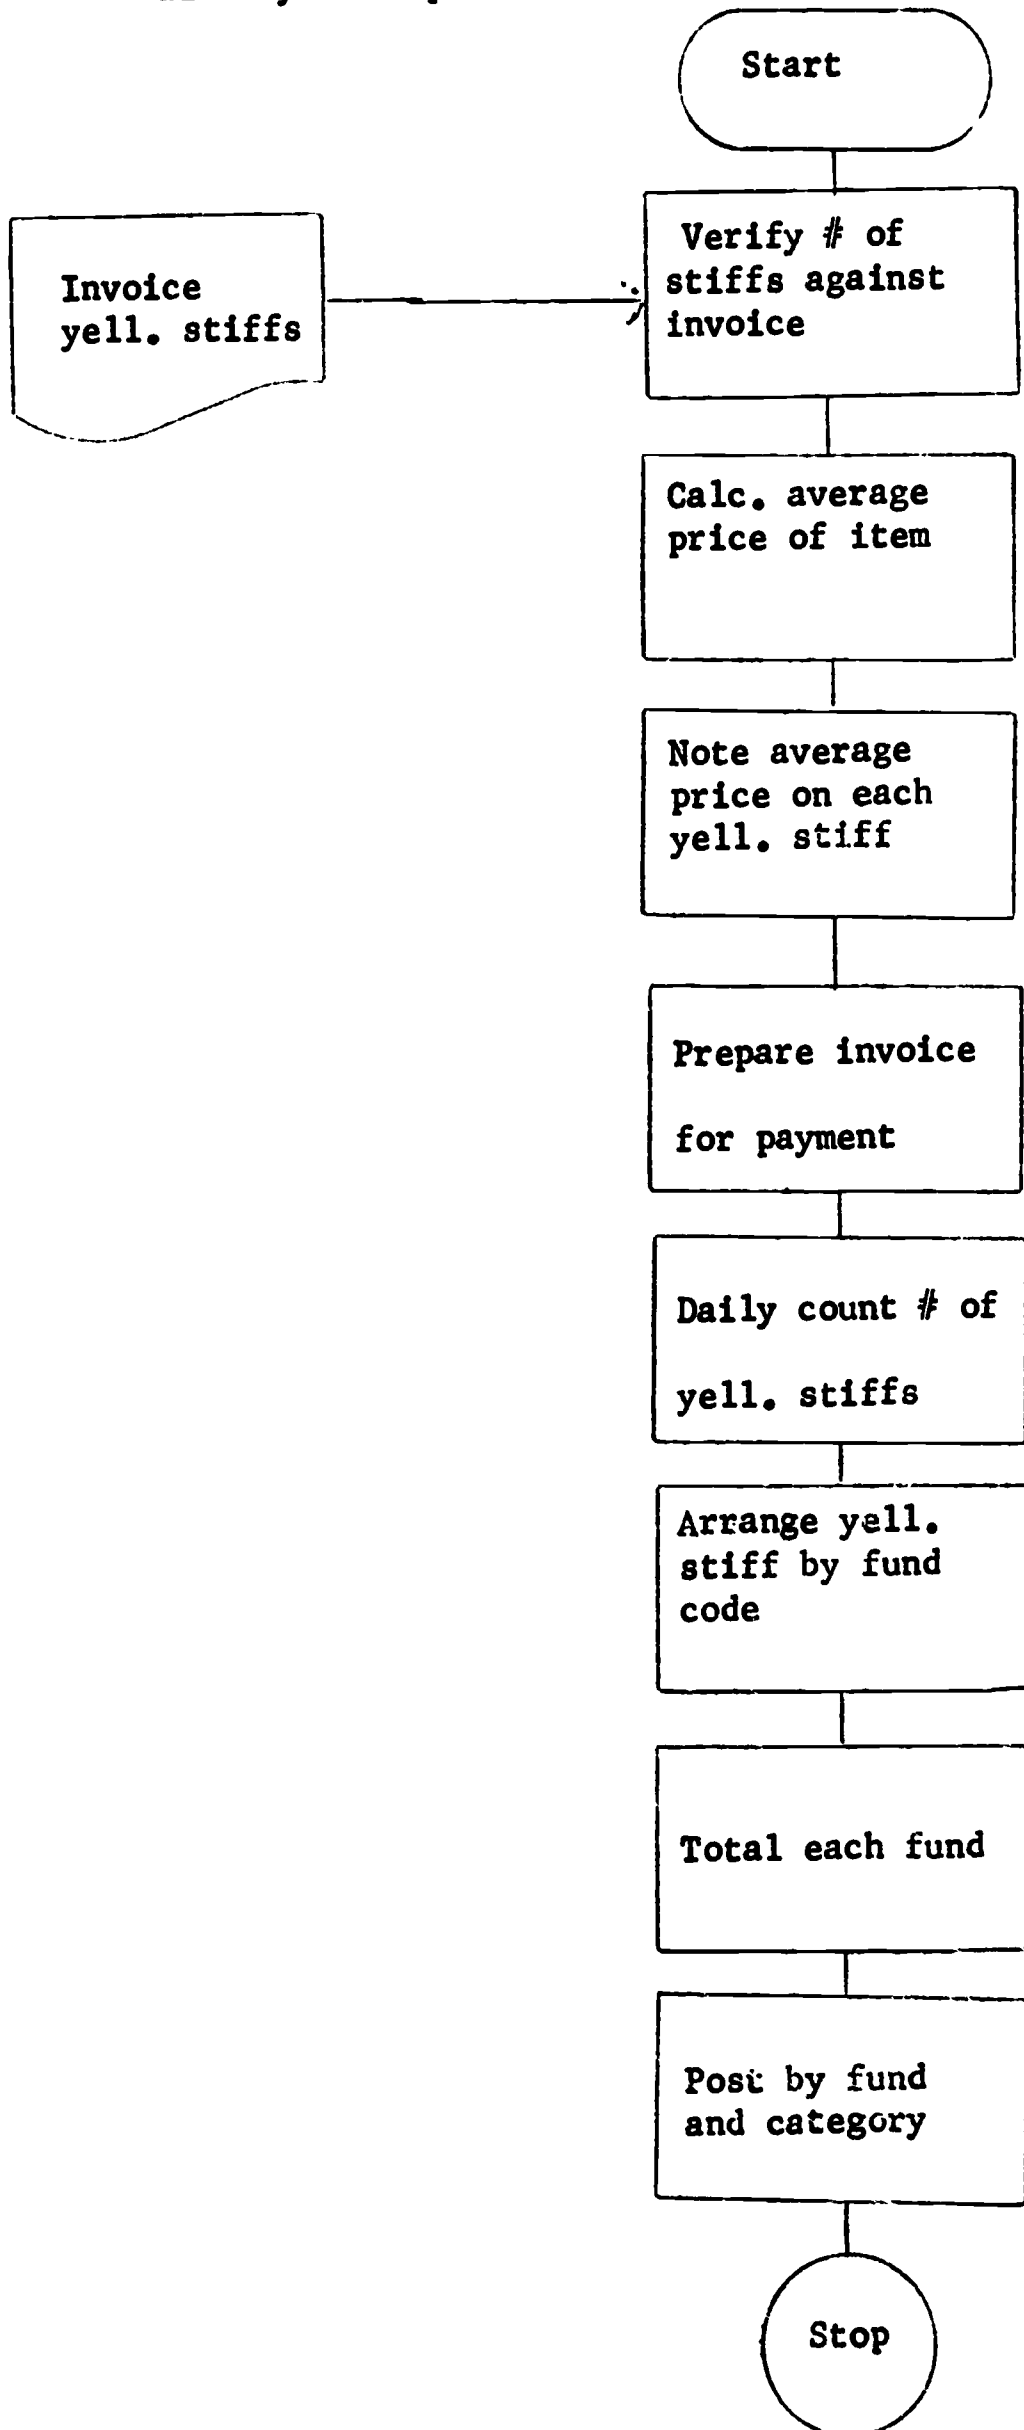 Start
Invoice
yell. stiffs
Verify # of
stiffs against
invoice
Calc. average
price of item
Note average
price on each
yell. stiff
Prepare invoice
for payment
Daily count # of
yell. stiffs
Arrange yell.
stiff by fund
code
Total each fund
Post by fund
and category
Stop